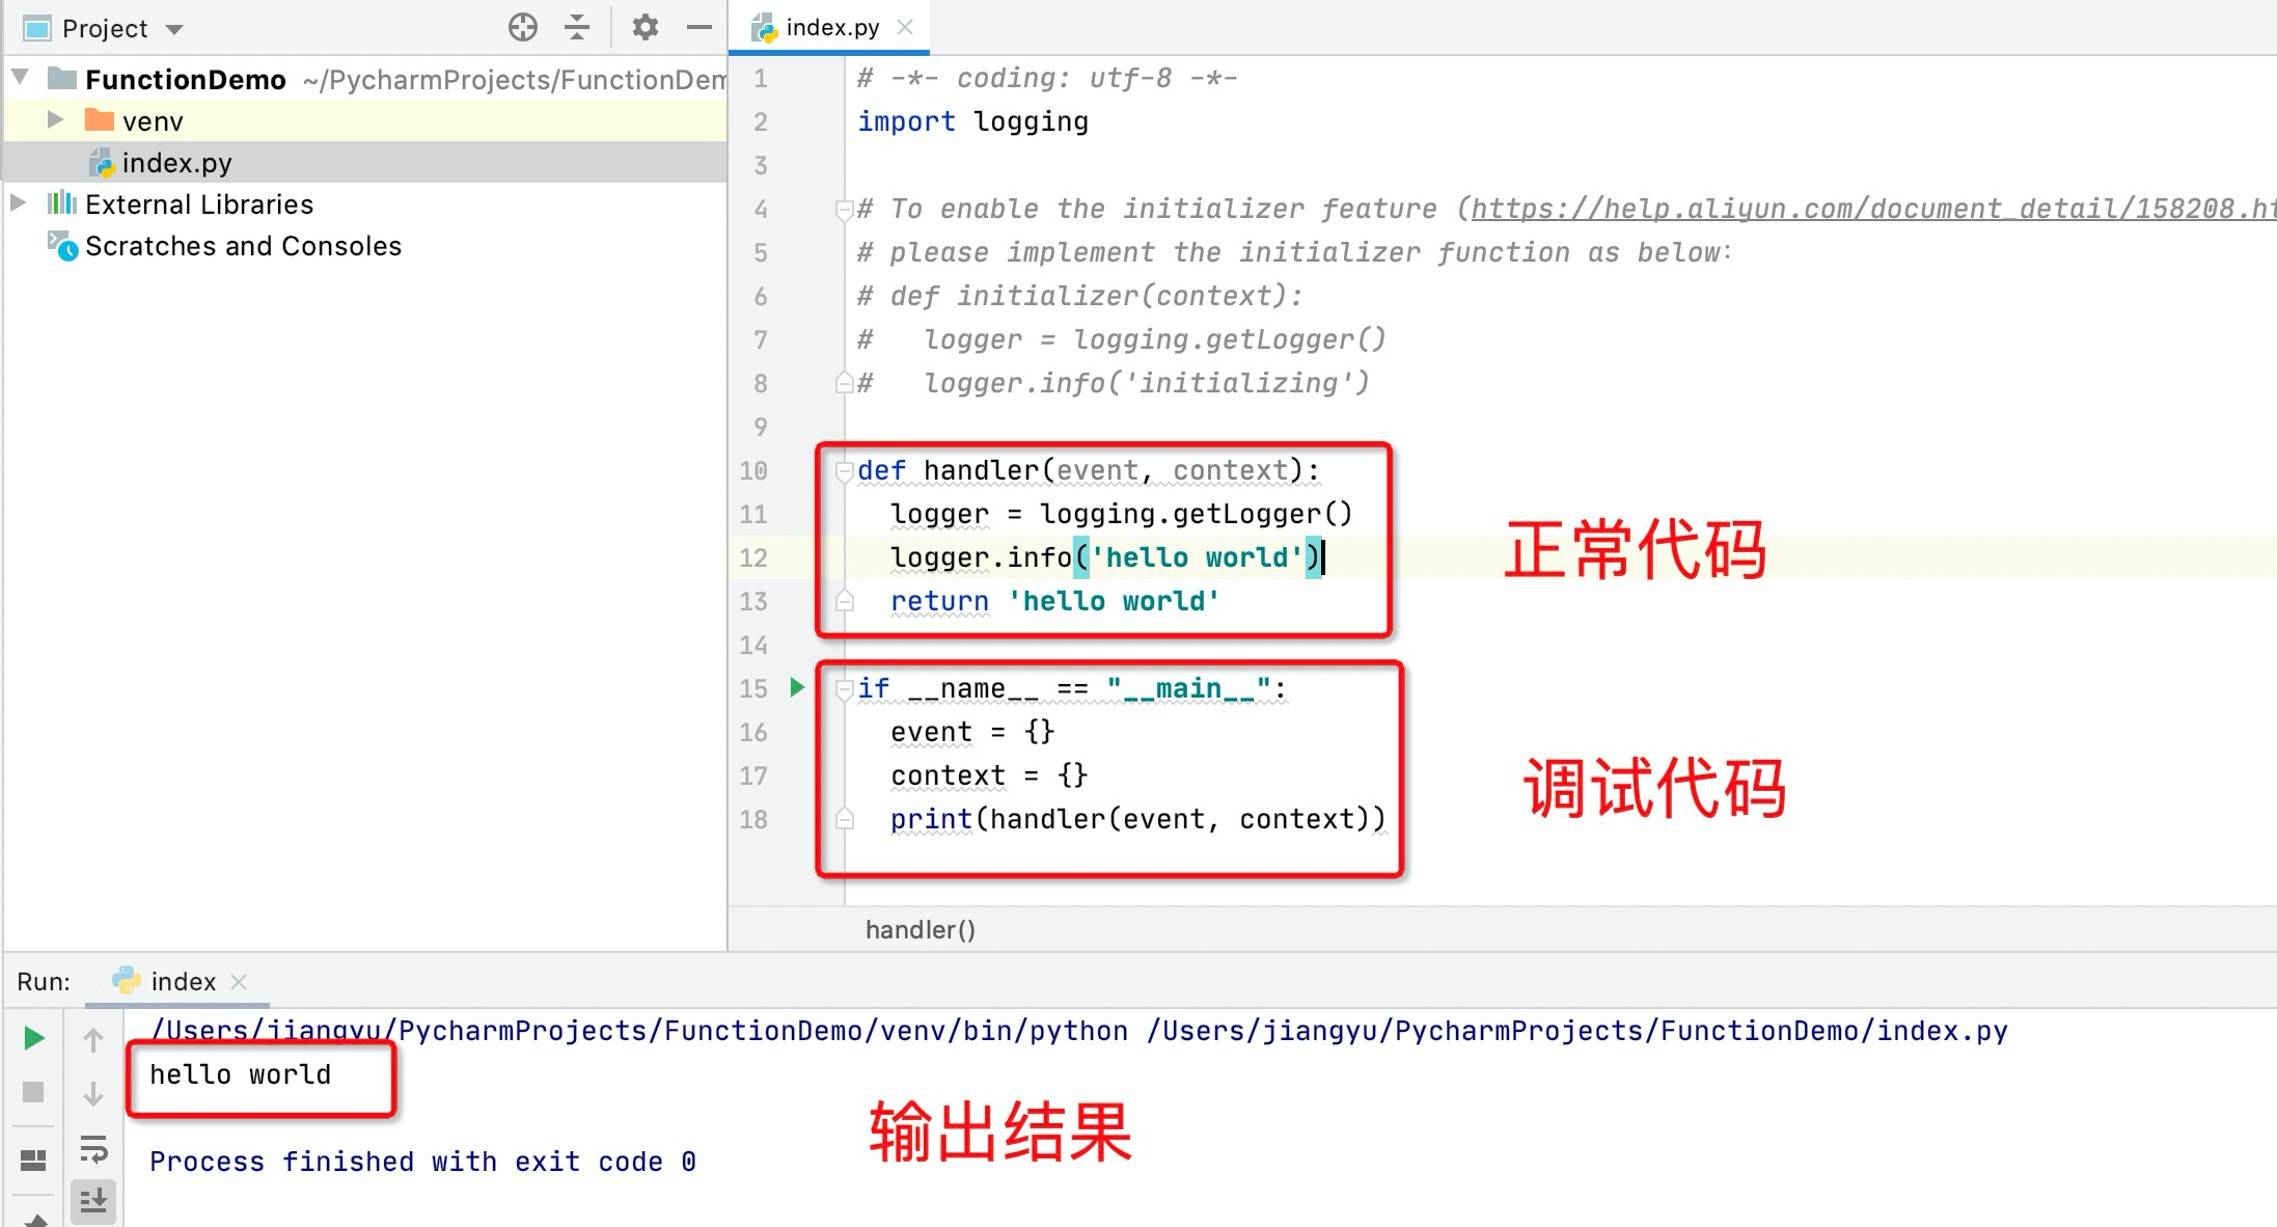 Project
index.py
FunctionDemo ~/PycharmProjects/FunctionDem
venv
index.py
External Libraries
Scratches and Consoles
1 # -*- coding: utf-8 -*-
2 import logging
3
4 # To enable the initializer feature (https://help.aliyun.com/document_detail/158208.ht
5 # please implement the initializer function as below:
6 # def initializer(context):
7 #   logger = logging.getLogger()
8 #   logger.info('initializing')
9
10 def handler(event, context):
11   logger = logging.getLogger()
12   logger.info('hello world')
13   return 'hello world'
14
15 if __name__ == "__main__":
16   event = {}
17   context = {}
18   print(handler(event, context))
正常代码
调试代码
handler()
Run: index
/Users/jiangyu/PycharmProjects/FunctionDemo/venv/bin/python /Users/jiangyu/PycharmProjects/FunctionDemo/index.py
hello world
输出结果
Process finished with exit code 0